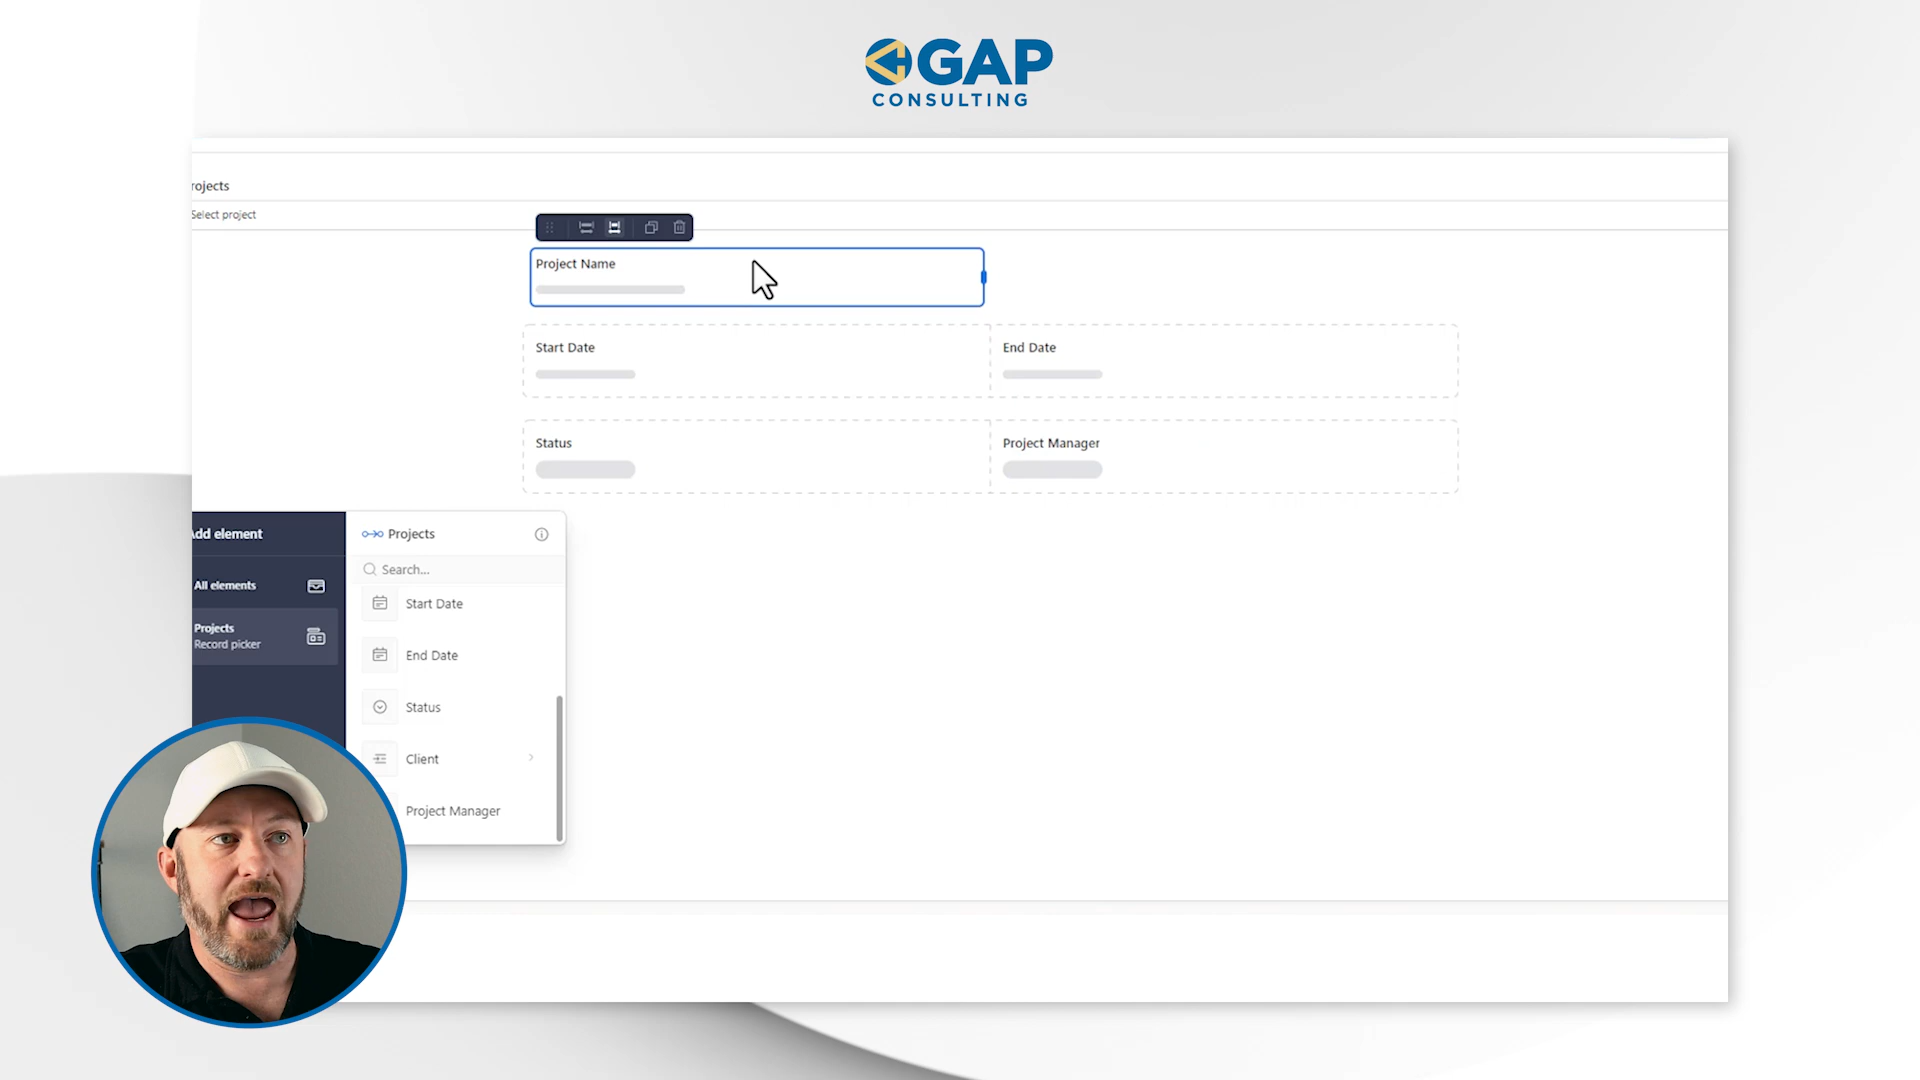 GAP
CONSULTING
rojects
Select project
Project Name
Start Date
End Date
Status
Project Manager
Add element
All elements
Projects
Record picker
Projects
Search...
Start Date
End Date
Status
Client
Project Manager